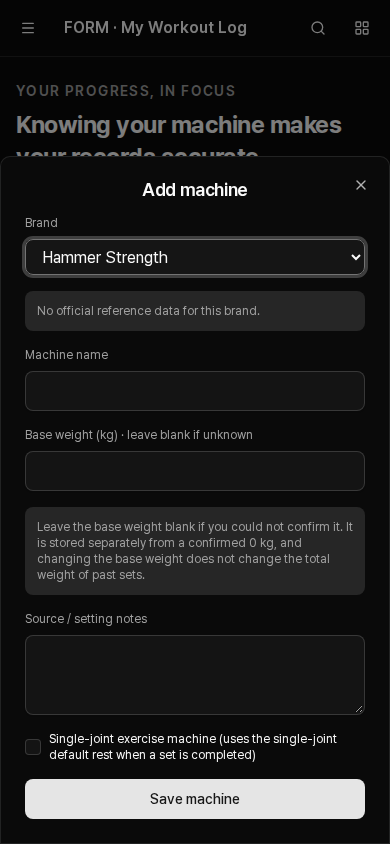 FORM · My Workout Log
YOUR PROGRESS, IN FOCUS
Knowing your machine makes
your records accurate
Add machine
Brand
Hammer Strength
No official reference data for this brand.
Machine name
Base weight (kg) · leave blank if unknown
Leave the base weight blank if you could not confirm it. It
is stored separately from a confirmed 0 kg, and
changing the base weight does not change the total
weight of past sets.
Source / setting notes
Single-joint exercise machine (uses the single-joint
default rest when a set is completed)
Save machine